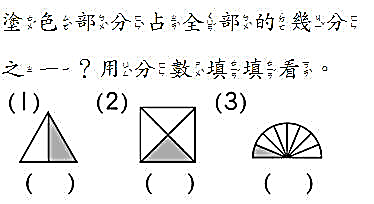 塗色部分占全部的幾分
之一？用分數填填看。
(1) (2) (3)
( ) ( ) ( )